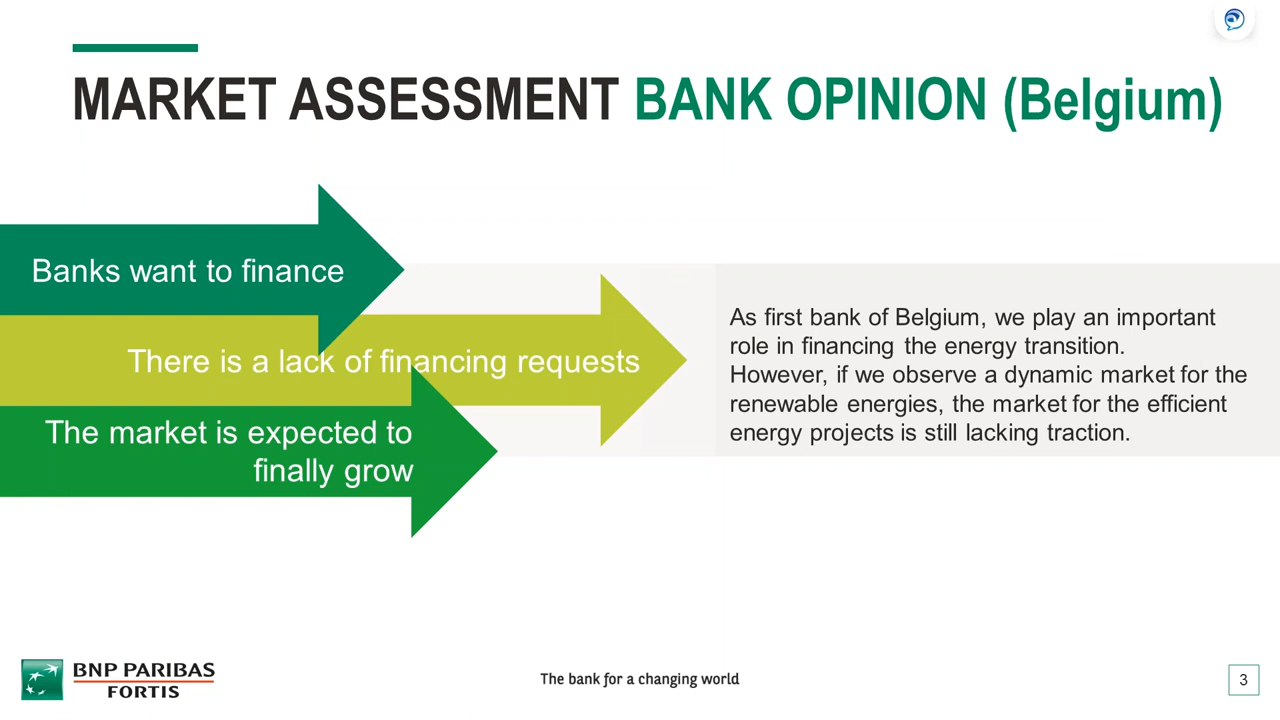 MARKET ASSESSMENT BANK OPINION (Belgium)
Banks want to finance
There is a lack of financing requests
The market is expected to
finally grow
As first bank of Belgium, we play an important
role in financing the energy transition.
However, if we observe a dynamic market for the
renewable energies, the market for the efficient
energy projects is still lacking traction.
BNP PARIBAS
FORTIS
The bank for a changing world
3